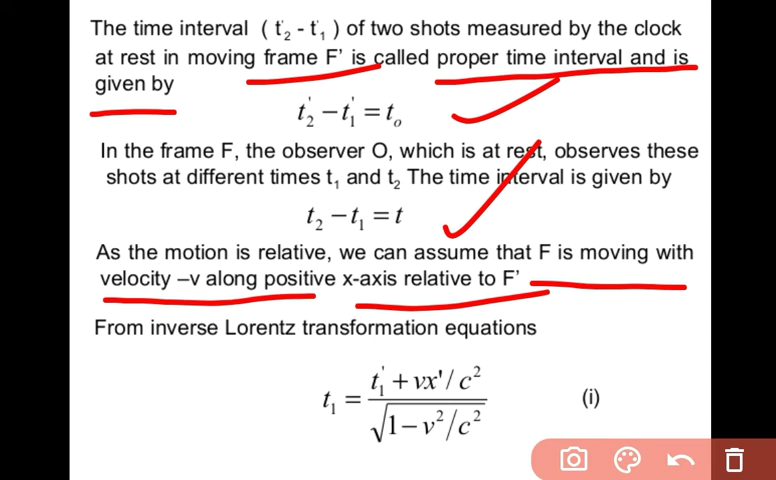 The time interval ( t'₂ - t'₁ ) of two shots measured by the clock
at rest in moving frame F' is called proper time interval and is
given by
t'₂ – t'₁ = tₒ
In the frame F, the observer O, which is at rest, observes these
shots at different times t₁ and t₂ The time interval is given by
t₂ – t₁ = t
As the motion is relative, we can assume that F is moving with
velocity –v along positive x-axis relative to F'
From inverse Lorentz transformation equations
t₁ = (t'₁ + vx'/c²) / √(1 – v²/c²) (i)